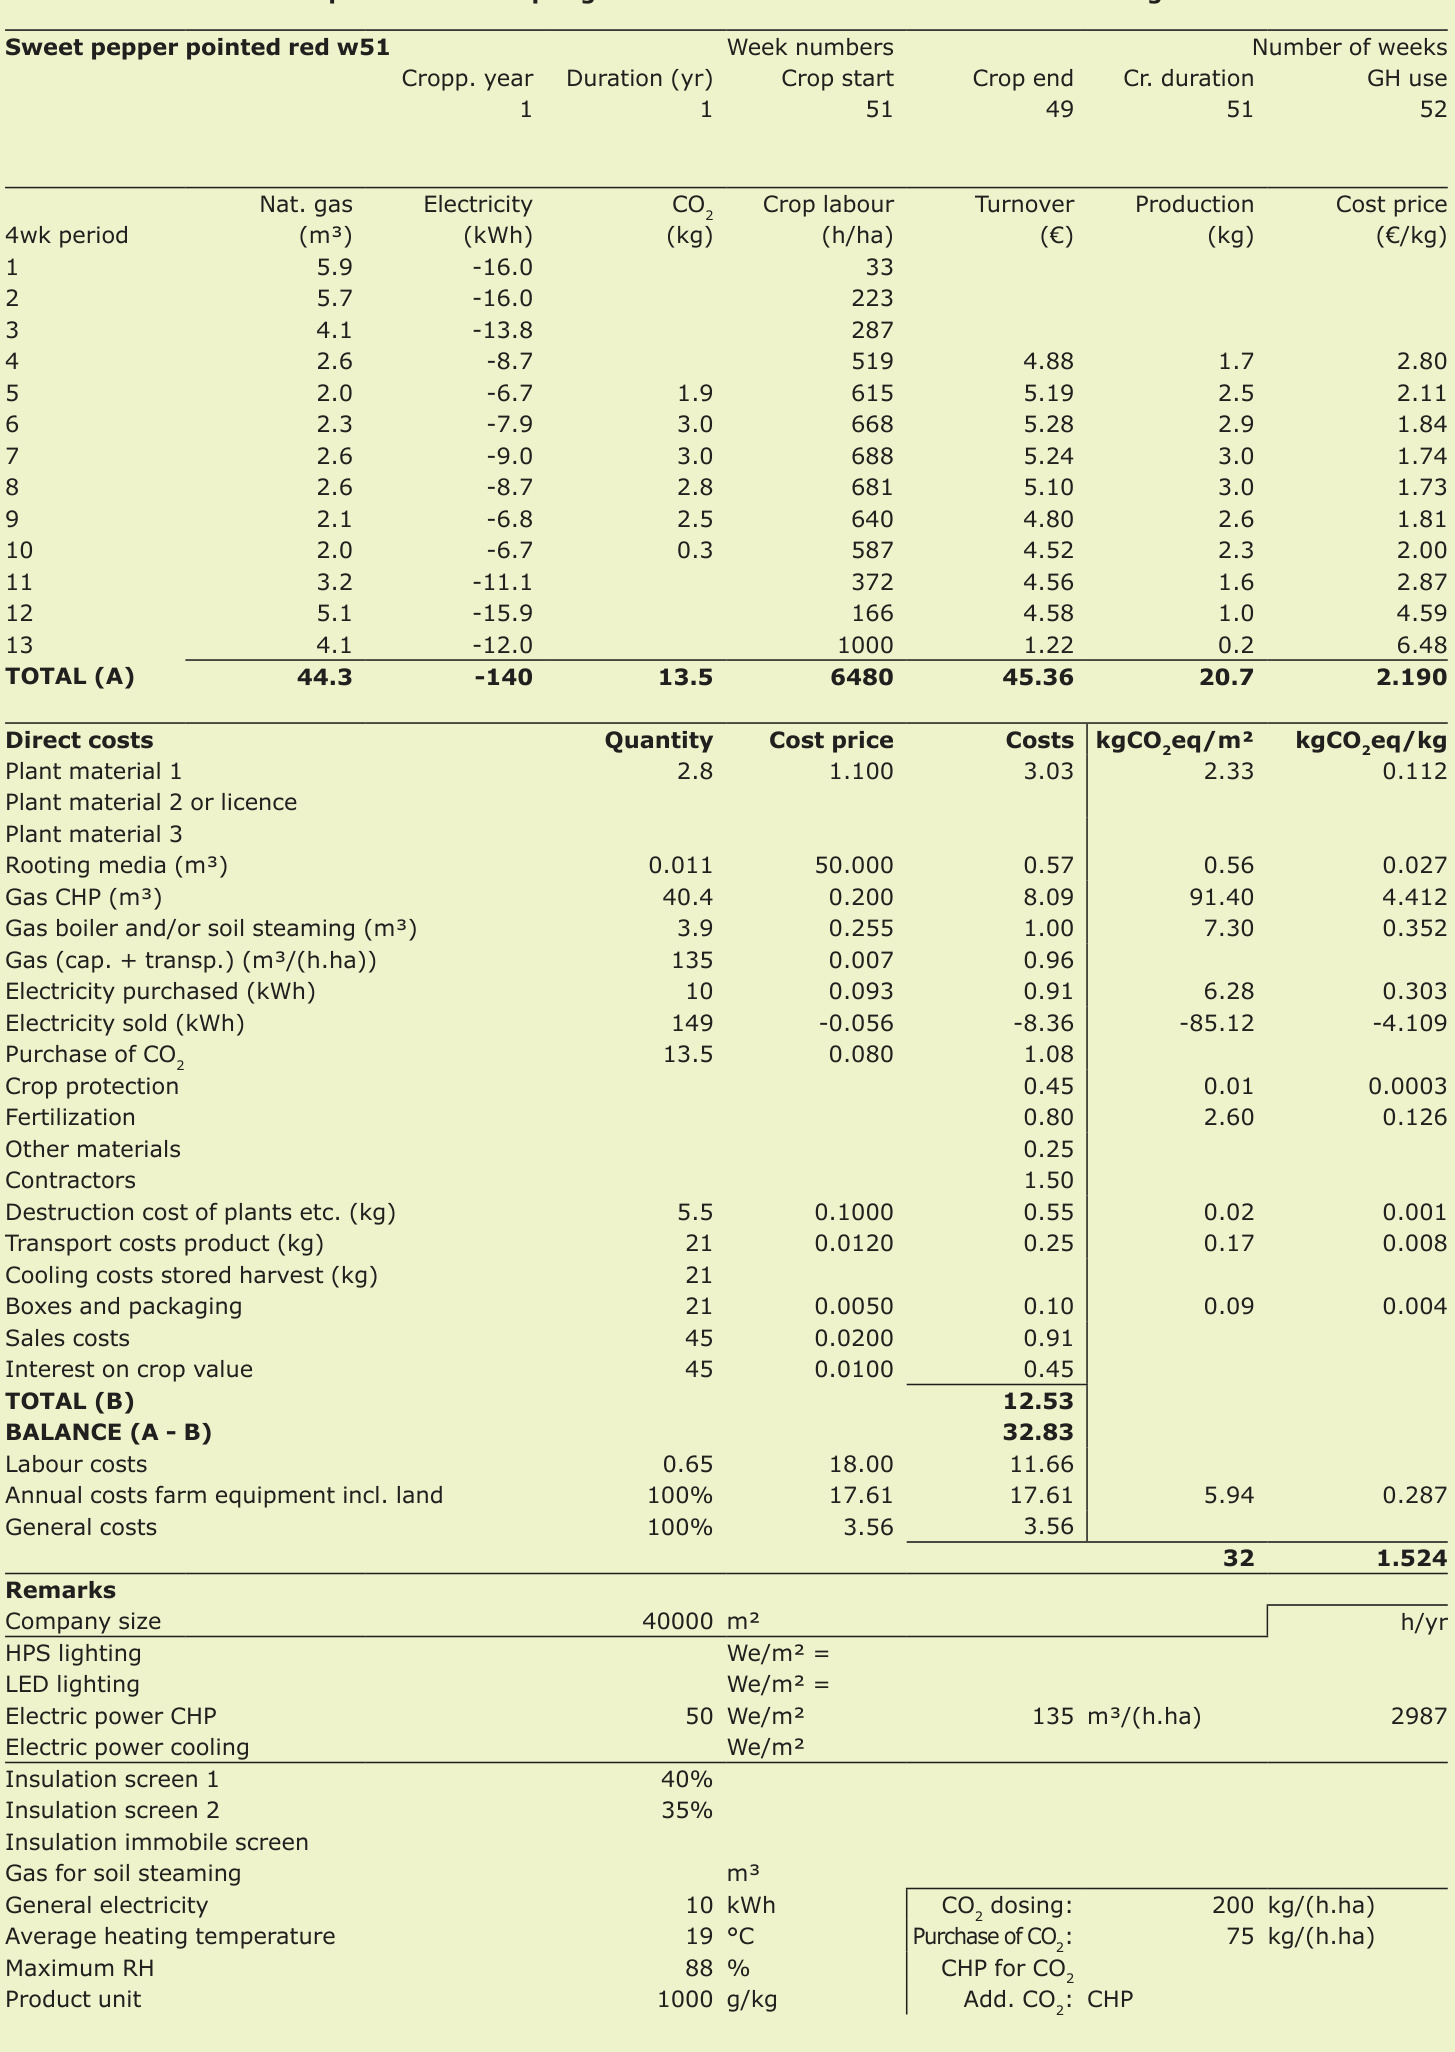 Sweet pepper pointed red w51 Week numbers Number of weeks
Cropp. year Duration (yr) Crop start Crop end Cr. duration GH use
1 1 51 49 51 52
Nat. gas Electricity CO₂ Crop labour Turnover Production Cost price
4wk period (m³) (kWh) (kg) (h/ha) (€) (kg) (€/kg)
1 5.9 -16.0 33
2 5.7 -16.0 223
3 4.1 -13.8 287
4 2.6 -8.7 519 4.88 1.7 2.80
5 2.0 -6.7 1.9 615 5.19 2.5 2.11
6 2.3 -7.9 3.0 668 5.28 2.9 1.84
7 2.6 -9.0 3.0 688 5.24 3.0 1.74
8 2.6 -8.7 2.8 681 5.10 3.0 1.73
9 2.1 -6.8 2.5 640 4.80 2.6 1.81
10 2.0 -6.7 0.3 587 4.52 2.3 2.00
11 3.2 -11.1 372 4.56 1.6 2.87
12 5.1 -15.9 166 4.58 1.0 4.59
13 4.1 -12.0 1000 1.22 0.2 6.48
TOTAL (A) 44.3 -140 13.5 6480 45.36 20.7 2.190
Direct costs Quantity Cost price Costs kgCO₂eq/m² kgCO₂eq/kg
Plant material 1 2.8 1.100 3.03 2.33 0.112
Plant material 2 or licence
Plant material 3
Rooting media (m³) 0.011 50.000 0.57 0.56 0.027
Gas CHP (m³) 40.4 0.200 8.09 91.40 4.412
Gas boiler and/or soil steaming (m³) 3.9 0.255 1.00 7.30 0.352
Gas (cap. + transp.) (m³/(h.ha)) 135 0.007 0.96
Electricity purchased (kWh) 10 0.093 0.91 6.28 0.303
Electricity sold (kWh) 149 -0.056 -8.36 -85.12 -4.109
Purchase of CO₂ 13.5 0.080 1.08
Crop protection 0.45 0.01 0.0003
Fertilization 0.80 2.60 0.126
Other materials 0.25
Contractors 1.50
Destruction cost of plants etc. (kg) 5.5 0.1000 0.55 0.02 0.001
Transport costs product (kg) 21 0.0120 0.25 0.17 0.008
Cooling costs stored harvest (kg) 21
Boxes and packaging 21 0.0050 0.10 0.09 0.004
Sales costs 45 0.0200 0.91
Interest on crop value 45 0.0100 0.45
TOTAL (B) 12.53
BALANCE (A - B) 32.83
Labour costs 0.65 18.00 11.66
Annual costs farm equipment incl. land 100% 17.61 17.61 5.94 0.287
General costs 100% 3.56 3.56
32 1.524
Remarks
Company size 40000 m² h/yr
HPS lighting We/m² =
LED lighting We/m² =
Electric power CHP 50 We/m² 135 m³/(h.ha) 2987
Electric power cooling We/m²
Insulation screen 1 40%
Insulation screen 2 35%
Insulation immobile screen
Gas for soil steaming m³
General electricity 10 kWh CO₂ dosing: 200 kg/(h.ha)
Average heating temperature 19 °C Purchase of CO₂: 75 kg/(h.ha)
Maximum RH 88 % CHP for CO₂
Product unit 1000 g/kg Add. CO₂: CHP